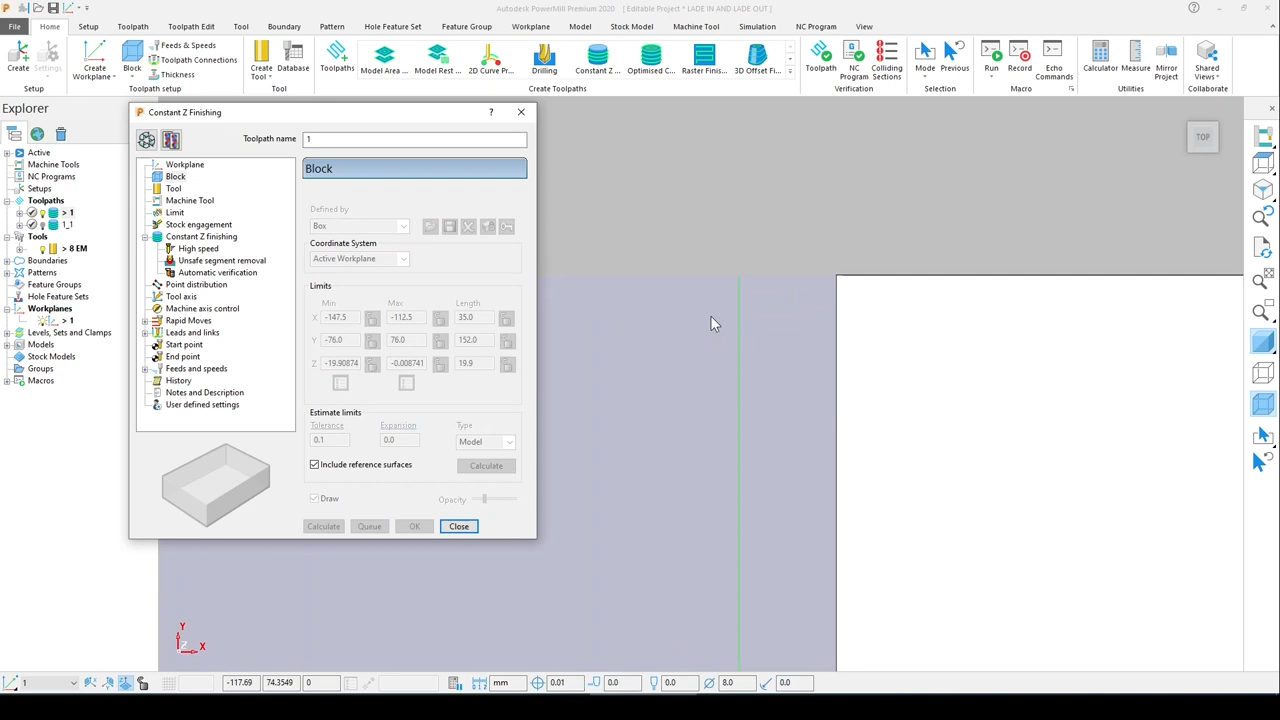 Autodesk PowerMill Premium 2020 [ Editable Project * LADE IN AND LADE OUT ]
File Home Toolpath Toolpath Edit Tool Boundary Pattern Feature Group Workplane Model Stock Model Machine Tool Simulation NC Program View
Setup Hole Feature Set
Create Settings...
Setup
Create Workplane Block
Feeds & Speeds
Toolpath Connections
Thickness
Toolpath setup
Create Tool Database
Tool
Toolpaths Model Area ... Model Rest ... 2D Curve Pr... Drilling Constant Z ... Optimised C... Raster Finis... 3D Offset Fi...
Create Toolpaths
Toolpath NC Program Colliding Sections
Verification
Mode Previous
Selection
Run Record Echo Commands
Macro
Calculator Measure Mirror Project
Utilities
Shared Views
Collaborate
Explorer
Active
Machine Tools
NC Programs
Setups
Toolpaths
> 1
1_1
Tools
> 8 EM
Boundaries
Patterns
Feature Groups
Hole Feature Sets
Workplanes
> 1
Levels, Sets and Clamps
Models
Stock Models
Groups
Macros
Constant Z Finishing
?
Toolpath name 1
Workplane
Block
Tool
Machine Tool
Limit
Stock engagement
Constant Z finishing
High speed
Unsafe segment removal
Automatic verification
Point distribution
Tool axis
Machine axis control
Rapid Moves
Leads and links
Start point
End point
Feeds and speeds
History
Notes and Description
User defined settings
Block
Defined by
Box
Coordinate System
Active Workplane
Limits
Min Max Length
X -147.5 -112.5 35.0
Y -76.0 76.0 152.0
Z -19.90874 -0.008741 19.9
Estimate limits
Tolerance Expansion Type
0.1 0.0 Model
Include reference surfaces Calculate
Draw Opacity
Calculate Queue OK Close
TOP
Y
Z
X
1 -117.69 74.3549 0 mm 0.01 0.0 0.0 8.0 0.0